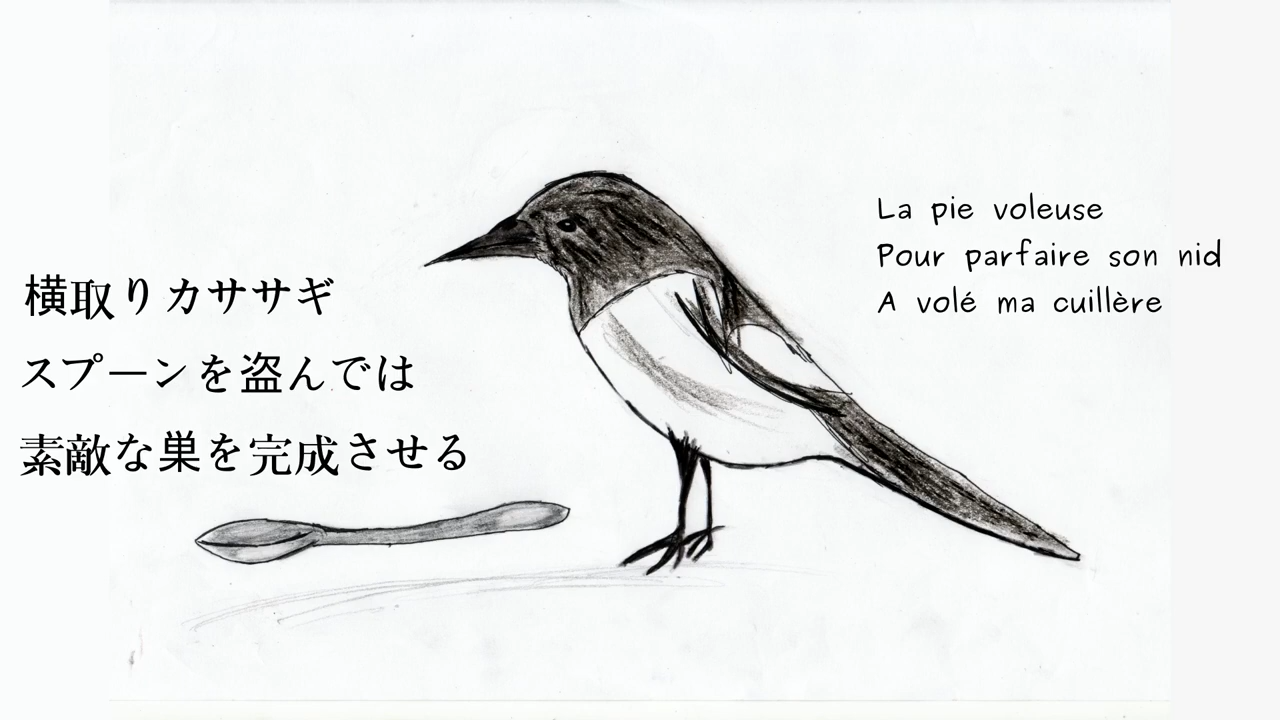 横取りカササギ
スプーンを盗んでは
素敵な巣を完成させる
La pie voleuse
Pour parfaire son nid
A volé ma cuillère